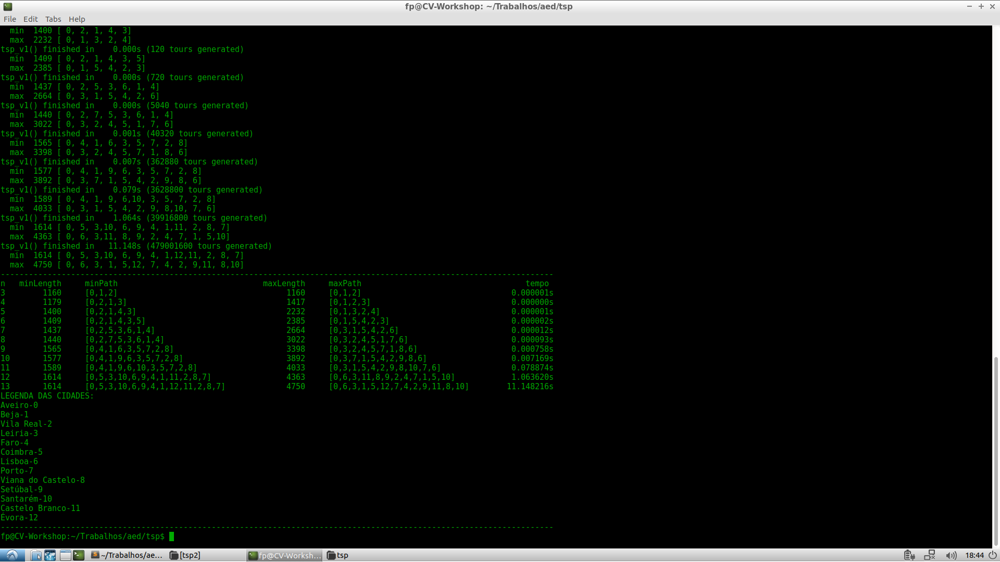 fp@CV-Workshop: ~/Trabalhos/aed/tsp
File Edit Tabs Help
  min  1400 [ 0, 2, 1, 4, 3]
  max  2232 [ 0, 1, 3, 2, 4]
tsp_v1() finished in    0.000s (120 tours generated)
  min  1409 [ 0, 2, 1, 4, 3, 5]
  max  2385 [ 0, 1, 5, 4, 2, 3]
tsp_v1() finished in    0.000s (720 tours generated)
  min  1437 [ 0, 2, 5, 3, 6, 1, 4]
  max  2664 [ 0, 3, 1, 5, 4, 2, 6]
tsp_v1() finished in    0.000s (5040 tours generated)
  min  1440 [ 0, 2, 7, 5, 3, 6, 1, 4]
  max  3022 [ 0, 3, 2, 4, 5, 1, 7, 6]
tsp_v1() finished in    0.001s (40320 tours generated)
  min  1565 [ 0, 4, 1, 6, 3, 5, 7, 2, 8]
  max  3398 [ 0, 3, 2, 4, 5, 7, 1, 8, 6]
tsp_v1() finished in    0.007s (362880 tours generated)
  min  1577 [ 0, 4, 1, 9, 6, 3, 5, 7, 2, 8]
  max  3892 [ 0, 3, 7, 1, 5, 4, 2, 9, 8, 6]
tsp_v1() finished in    0.079s (3628800 tours generated)
  min  1589 [ 0, 4, 1, 9, 6,10, 3, 5, 7, 2, 8]
  max  4033 [ 0, 3, 1, 5, 4, 2, 9, 8,10, 7, 6]
tsp_v1() finished in    1.064s (39916800 tours generated)
  min  1614 [ 0, 5, 3,10, 6, 9, 4, 1,11, 2, 8, 7]
  max  4363 [ 0, 6, 3,11, 8, 9, 2, 4, 7, 1, 5,10]
tsp_v1() finished in   11.148s (479001600 tours generated)
  min  1614 [ 0, 5, 3,10, 6, 9, 4, 1,12,11, 2, 8, 7]
  max  4750 [ 0, 6, 3, 1, 5,12, 7, 4, 2, 9,11, 8,10]
----------------------------------------------------------------------------------------------------------------------
n   minLength     minPath                               maxLength     maxPath                                   tempo
3        1160     [0,1,2]                                    1160     [0,1,2]                                0.000001s
4        1179     [0,2,1,3]                                  1417     [0,1,2,3]                              0.000000s
5        1400     [0,2,1,4,3]                                2232     [0,1,3,2,4]                            0.000001s
6        1409     [0,2,1,4,3,5]                              2385     [0,1,5,4,2,3]                          0.000002s
7        1437     [0,2,5,3,6,1,4]                            2664     [0,3,1,5,4,2,6]                        0.000012s
8        1440     [0,2,7,5,3,6,1,4]                          3022     [0,3,2,4,5,1,7,6]                      0.000093s
9        1565     [0,4,1,6,3,5,7,2,8]                        3398     [0,3,2,4,5,7,1,8,6]                    0.000758s
10       1577     [0,4,1,9,6,3,5,7,2,8]                      3892     [0,3,7,1,5,4,2,9,8,6]                  0.007169s
11       1589     [0,4,1,9,6,10,3,5,7,2,8]                   4033     [0,3,1,5,4,2,9,8,10,7,6]               0.078874s
12       1614     [0,5,3,10,6,9,4,1,11,2,8,7]                4363     [0,6,3,11,8,9,2,4,7,1,5,10]            1.063620s
13       1614     [0,5,3,10,6,9,4,1,12,11,2,8,7]             4750     [0,6,3,1,5,12,7,4,2,9,11,8,10]        11.148216s
LEGENDA DAS CIDADES:
Aveiro-0
Beja-1
Vila Real-2
Leiria-3
Faro-4
Coimbra-5
Lisboa-6
Porto-7
Viana do Castelo-8
Setúbal-9
Santarém-10
Castelo Branco-11
Évora-12
----------------------------------------------------------------------------------------------------------------------
fp@CV-Workshop:~/Trabalhos/aed/tsp$
~/Trabalhos/ae... [tsp2] fp@CV-Worksh... tsp 18:44